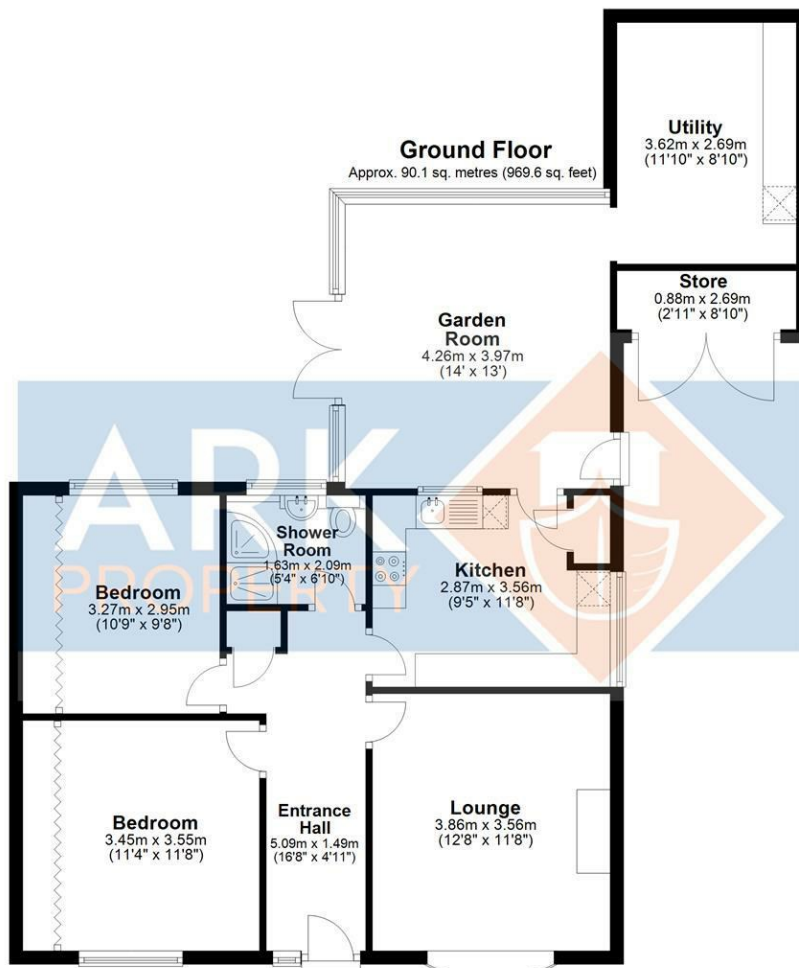 Ground Floor
Approx. 90.1 sq. metres (969.6 sq. feet)
Utility
3.62m x 2.69m
(11'10" x 8'10")
Store
0.88m x 2.69m
(2'11" x 8'10")
Garden
Room
4.26m x 3.97m
(14' x 13')
ARK
PROPERTY
Shower
Room
1.63m x 2.09m
(5'4" x 6'10")
Kitchen
2.87m x 3.56m
(9'5" x 11'8")
Bedroom
3.27m x 2.95m
(10'9" x 9'8")
Bedroom
3.45m x 3.55m
(11'4" x 11'8")
Entrance
Hall
5.09m x 1.49m
(16'8" x 4'11")
Lounge
3.86m x 3.56m
(12'8" x 11'8")